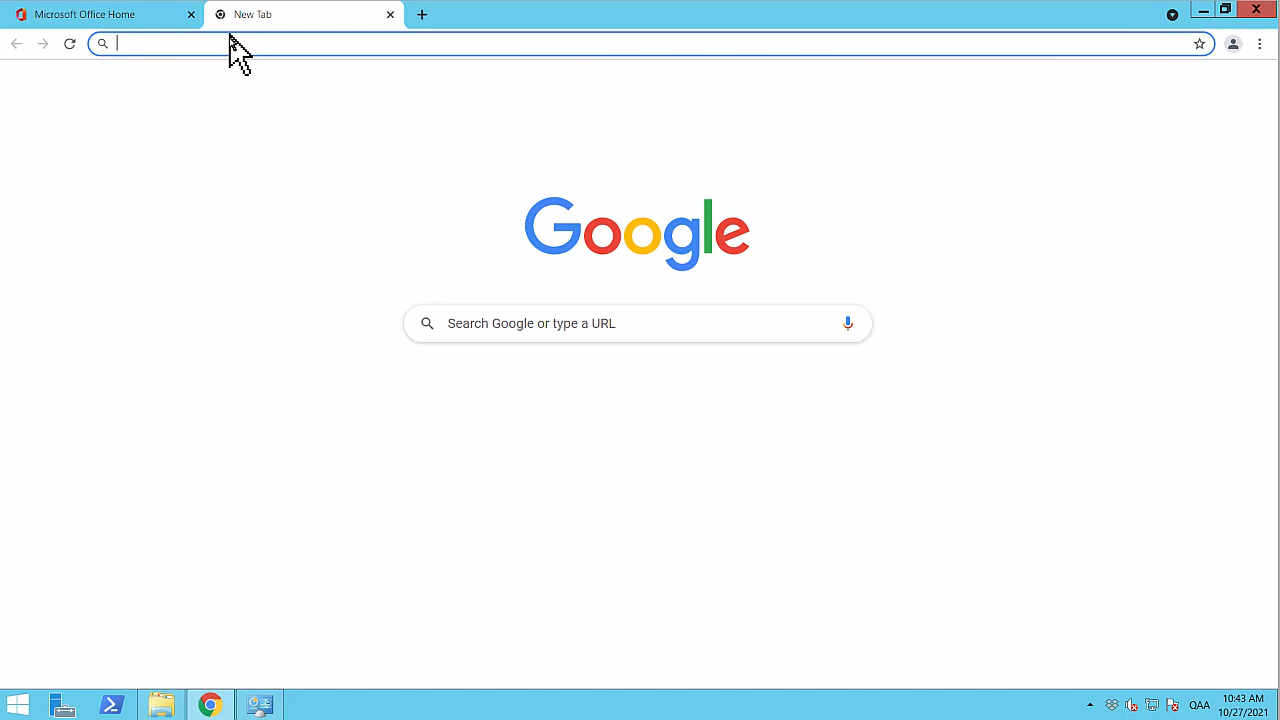 Microsoft Office Home
New Tab
Google
Search Google or type a URL
QAA
10:43 AM
10/27/2021